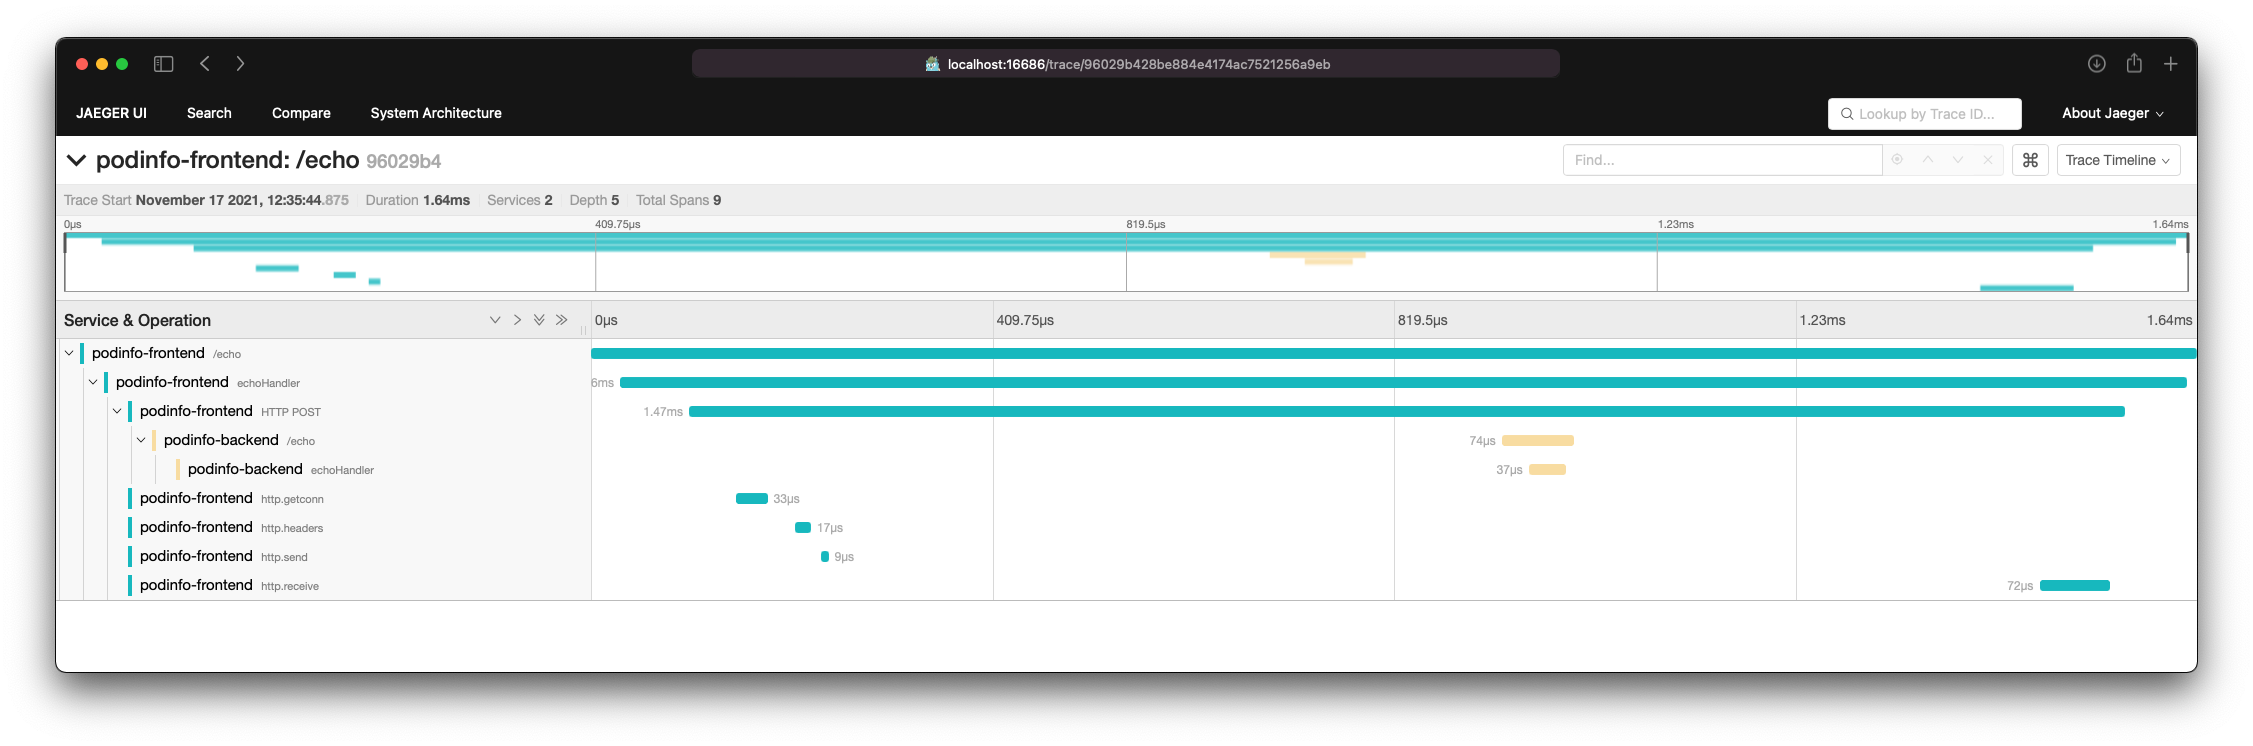 localhost:16686/trace/96029b428be884e4174ac7521256a9eb
JAEGER UI Search Compare System Architecture Lookup by Trace ID... About Jaeger
podinfo-frontend: /echo 96029b4 Find... Trace Timeline
Trace Start November 17 2021, 12:35:44.875 Duration 1.64ms Services 2 Depth 5 Total Spans 9
0μs 409.75μs 819.5μs 1.23ms 1.64ms
Service & Operation 0μs 409.75μs 819.5μs 1.23ms 1.64ms
podinfo-frontend /echo
podinfo-frontend echoHandler 6ms
podinfo-frontend HTTP POST 1.47ms
podinfo-backend /echo 74μs
podinfo-backend echoHandler 37μs
podinfo-frontend http.getconn 33μs
podinfo-frontend http.headers 17μs
podinfo-frontend http.send 9μs
podinfo-frontend http.receive 72μs